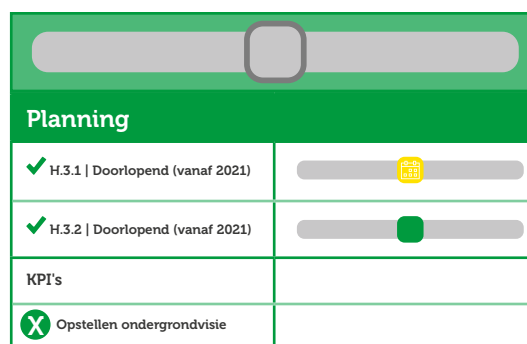 Planning
H.3.1 | Doorlopend (vanaf 2021)
H.3.2 | Doorlopend (vanaf 2021)
KPI's
X Opstellen ondergrondvisie